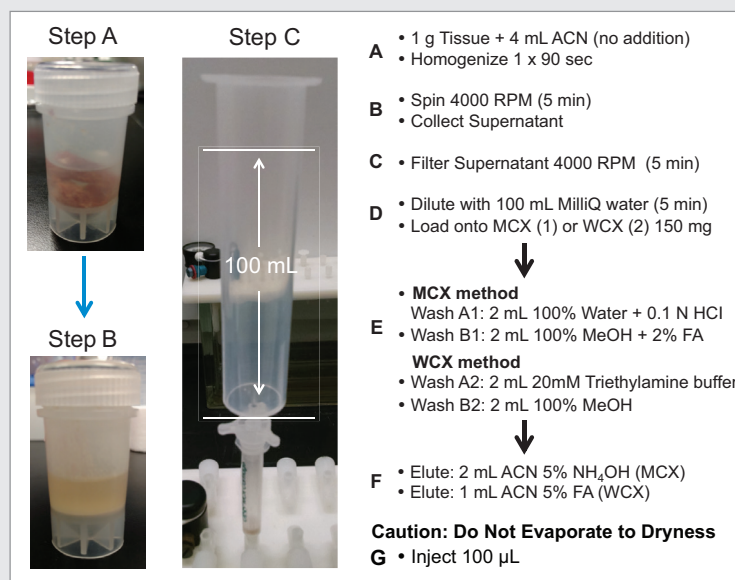 Step A
Step B
Step C
100 mL
A
• 1 g Tissue + 4 mL ACN (no addition)
• Homogenize 1 x 90 sec
B
• Spin 4000 RPM (5 min)
• Collect Supernatant
C
• Filter Supernatant 4000 RPM (5 min)
D
• Dilute with 100 mL MilliQ water (5 min)
• Load onto MCX (1) or WCX (2) 150 mg
E
• MCX method
Wash A1: 2 mL 100% Water + 0.1 N HCl
• Wash B1: 2 mL 100% MeOH + 2% FA
WCX method
• Wash A2: 2 mL 20mM Triethylamine buffer
• Wash B2: 2 mL 100% MeOH
F
• Elute: 2 mL ACN 5% NH₄OH (MCX)
• Elute: 1 mL ACN 5% FA (WCX)
Caution: Do Not Evaporate to Dryness
G • Inject 100 µL